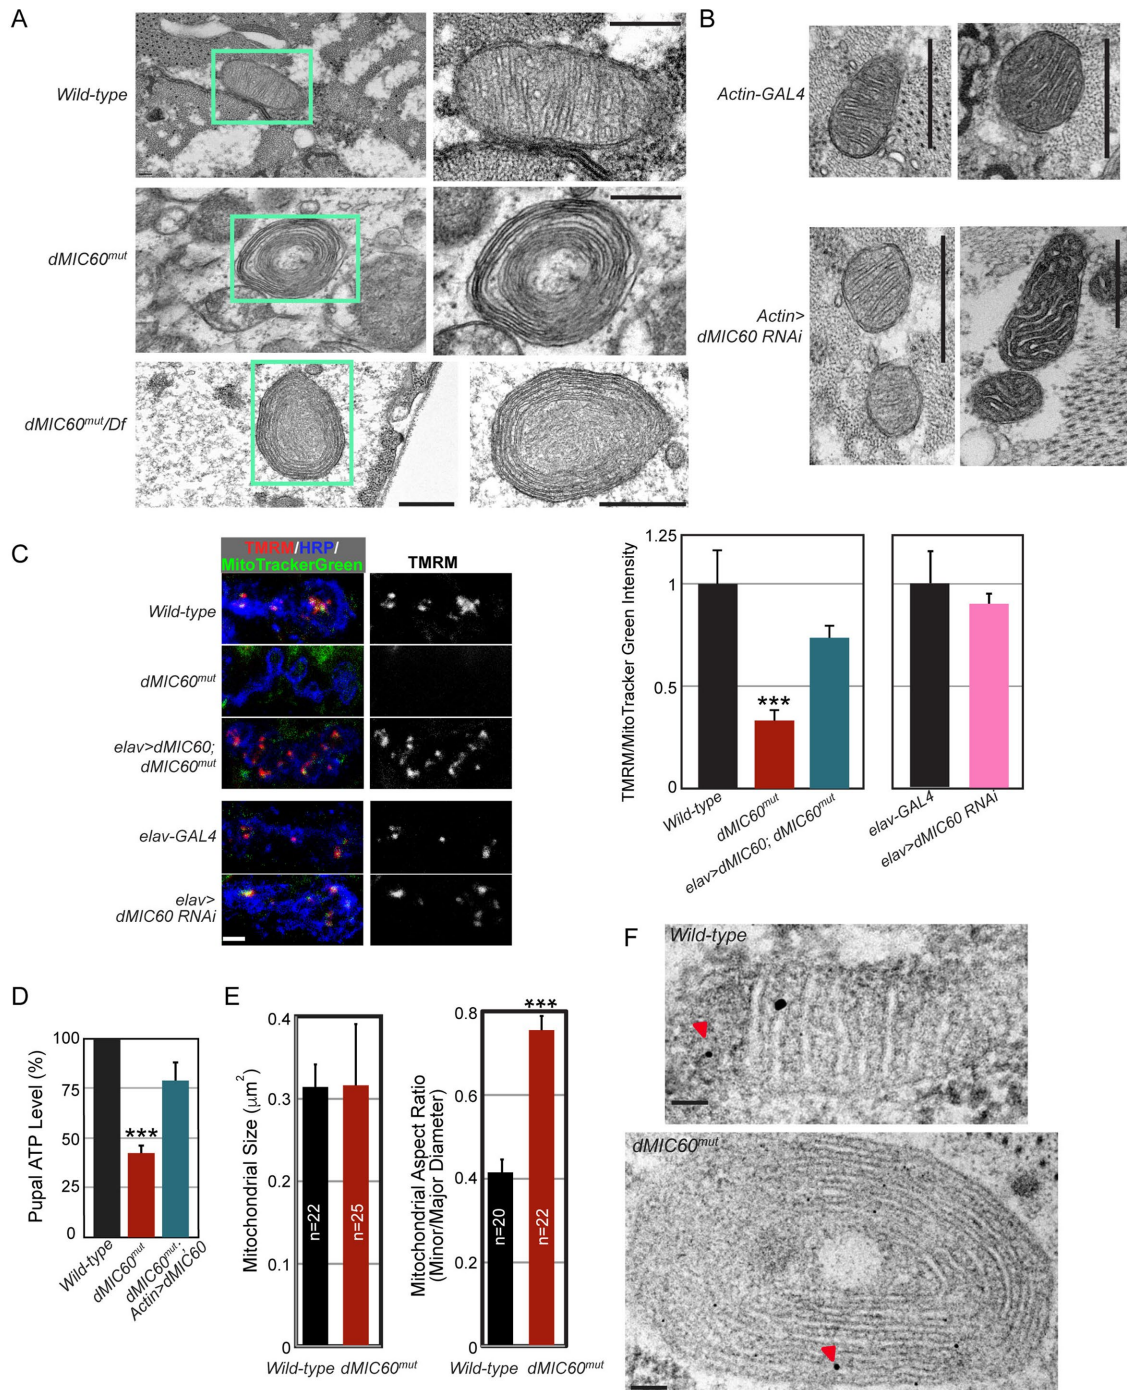 A
Wild-type
dMIC60mut
dMIC60mut/Df
B
Actin-GAL4
Actin>
dMIC60 RNAi
C
TMRM/HRP/
MitoTrackerGreen
TMRM
Wild-type
dMIC60mut
elav>dMIC60;
dMIC60mut
elav-GAL4
elav>
dMIC60 RNAi
TMRM/MitoTracker Green Intensity
1.25
1
0.5
0
***
Wild-type
dMIC60mut
elav>dMIC60; dMIC60mut
elav-GAL4
elav>dMIC60 RNAi
D
Pupal ATP Level (%)
100
75
50
25
0
***
Wild-type
dMIC60mut
dMIC60mut;
Actin>dMIC60
E
Mitochondrial Size (μm2)
0.4
0.3
0.2
0.1
0
n=22
n=25
Wild-type dMIC60mut
Mitochondrial Aspect Ratio
(Minor/Major Diameter)
0.8
0.6
0.4
0.2
0
***
n=20
n=22
Wild-type dMIC60mut
F
Wild-type
dMIC60mut